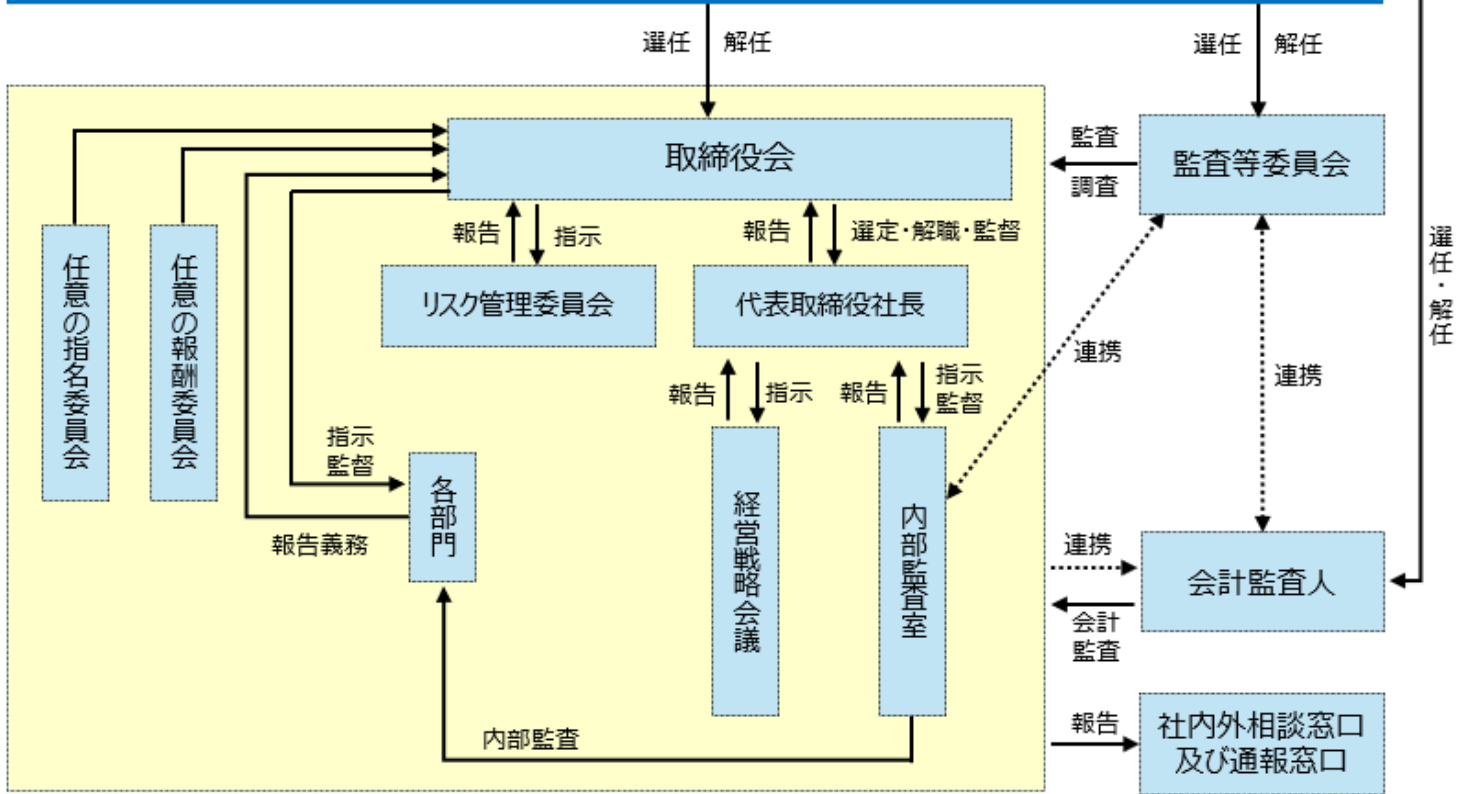 選任
解任
選任
解任
取締役会
監査
調査
監査等委員会
報告
指示
報告
選定・解職・監督
任意の指名委員会
任意の報酬委員会
リスク管理委員会
代表取締役社長
選任・解任
連携
連携
報告
指示
報告
指示
監督
指示
監督
各部門
経営戦略会議
内部監査室
報告義務
連携
会計監査人
会計
監査
内部監査
報告
社内外相談窓口
及び通報窓口